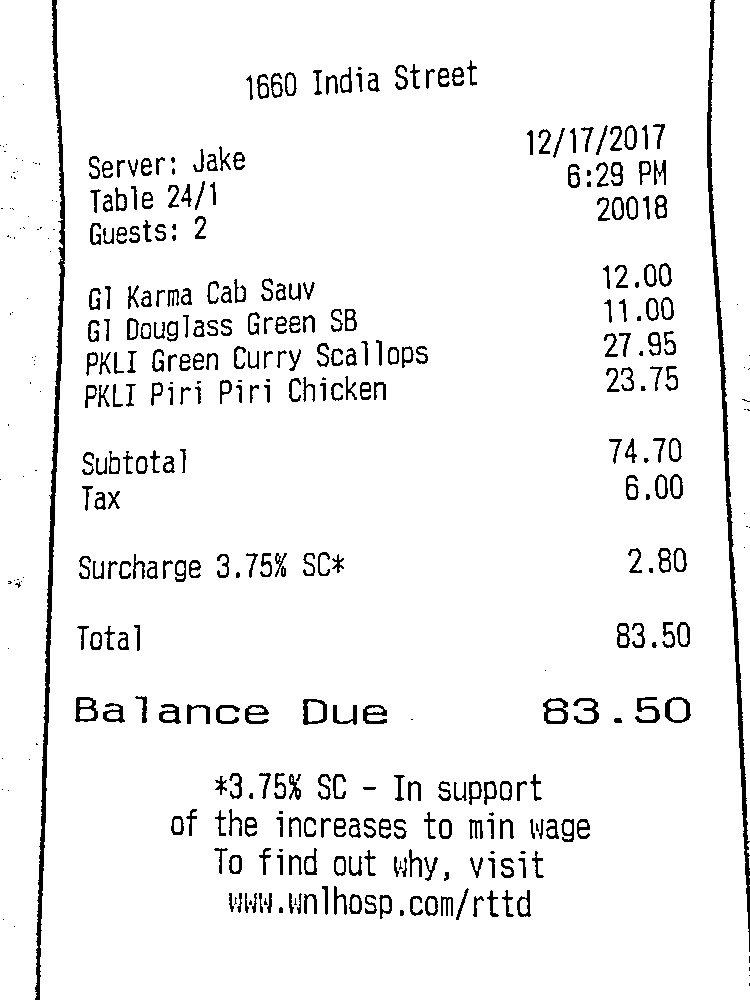 1660 India Street
Server: Jake 12/17/2017
Table 24/1 6:29 PM
Guests: 2 20018
Gl Karma Cab Sauv 12.00
Gl Douglass Green SB 11.00
PKLI Green Curry Scallops 27.95
PKLI Piri Piri Chicken 23.75
Subtotal 74.70
Tax 6.00
Surcharge 3.75% SC* 2.80
Total 83.50
Balance Due 83.50
*3.75% SC - In support
of the increases to min wage
To find out why, visit
www.wnlhosp.com/rttd